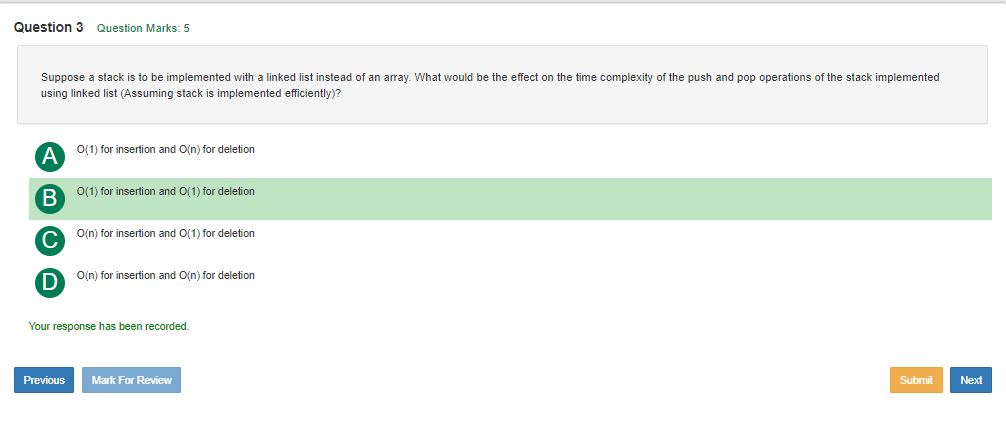 Question 3 Question Marks: 5
Suppose a stack is to be implemented with a linked list instead of an array. What would be the effect on the time complexity of the push and pop operations of the stack implemented
using linked list (Assuming stack is implemented efficiently)?
A O(1) for insertion and O(n) for deletion
B O(1) for insertion and O(1) for deletion
C O(n) for insertion and O(1) for deletion
D O(n) for insertion and O(n) for deletion
Your response has been recorded.
Previous Mark For Review Submit Next